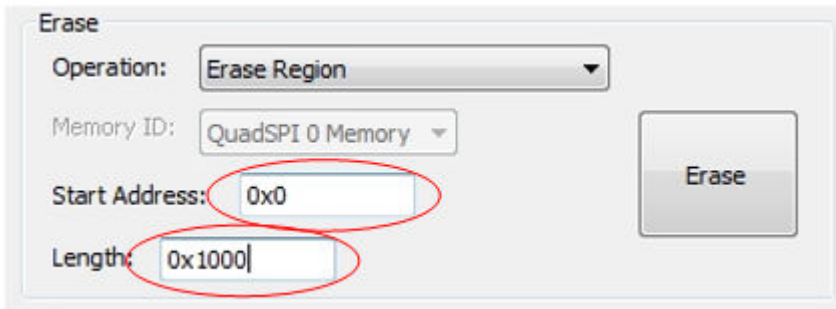 Erase
Operation: Erase Region
Memory ID: QuadSPI 0 Memory
Start Address: 0x0
Erase
Length: 0x1000